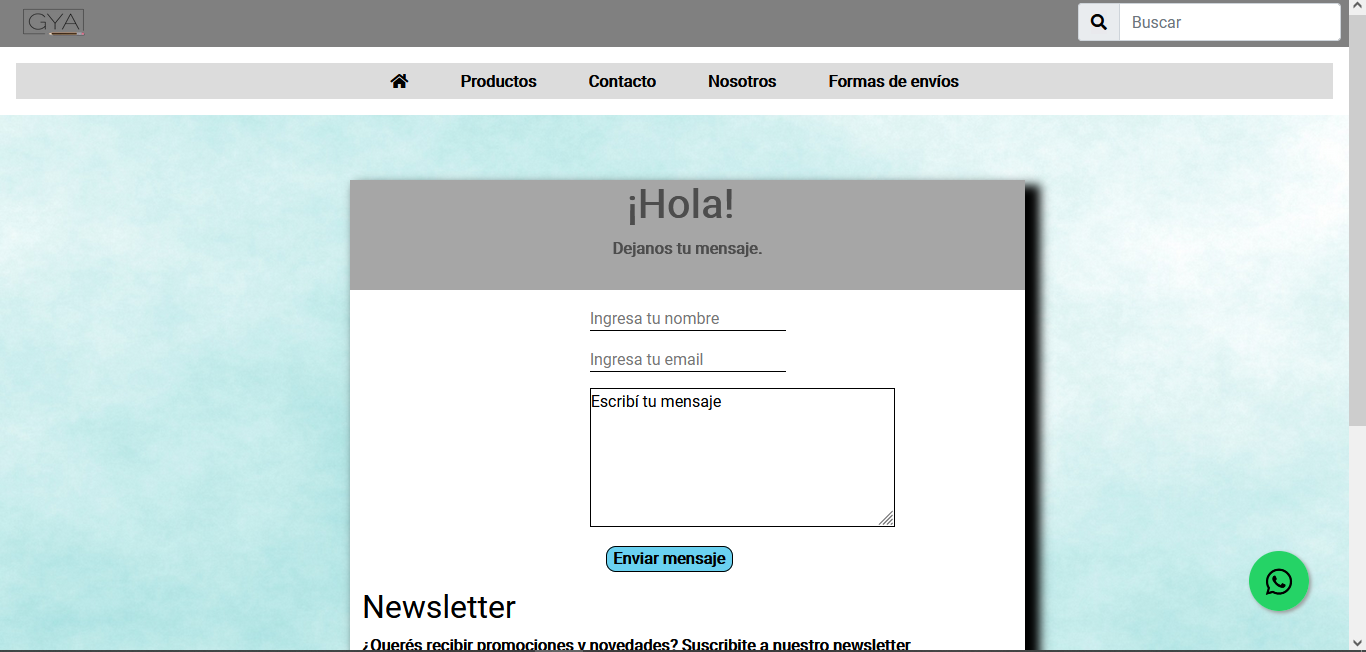 GYA
Buscar
Productos Contacto Nosotros Formas de envíos
¡Hola!
Dejanos tu mensaje.
Ingresa tu nombre
Ingresa tu email
Escribí tu mensaje
Enviar mensaje
Newsletter
¿Querés recibir promociones y novedades? Suscribite a nuestro newsletter